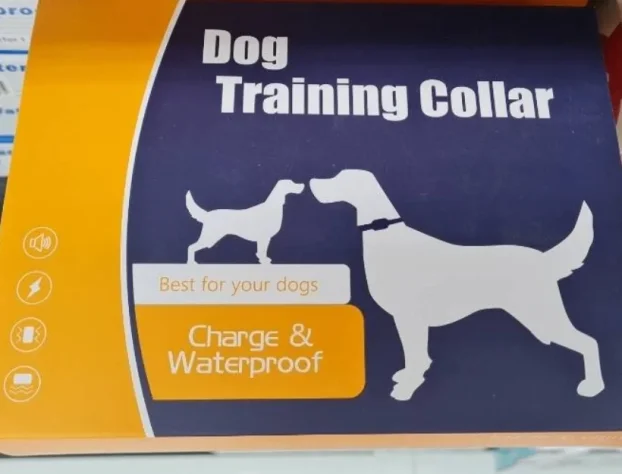 Dog
Training Collar
Best for your dogs
Charge &
Waterproof